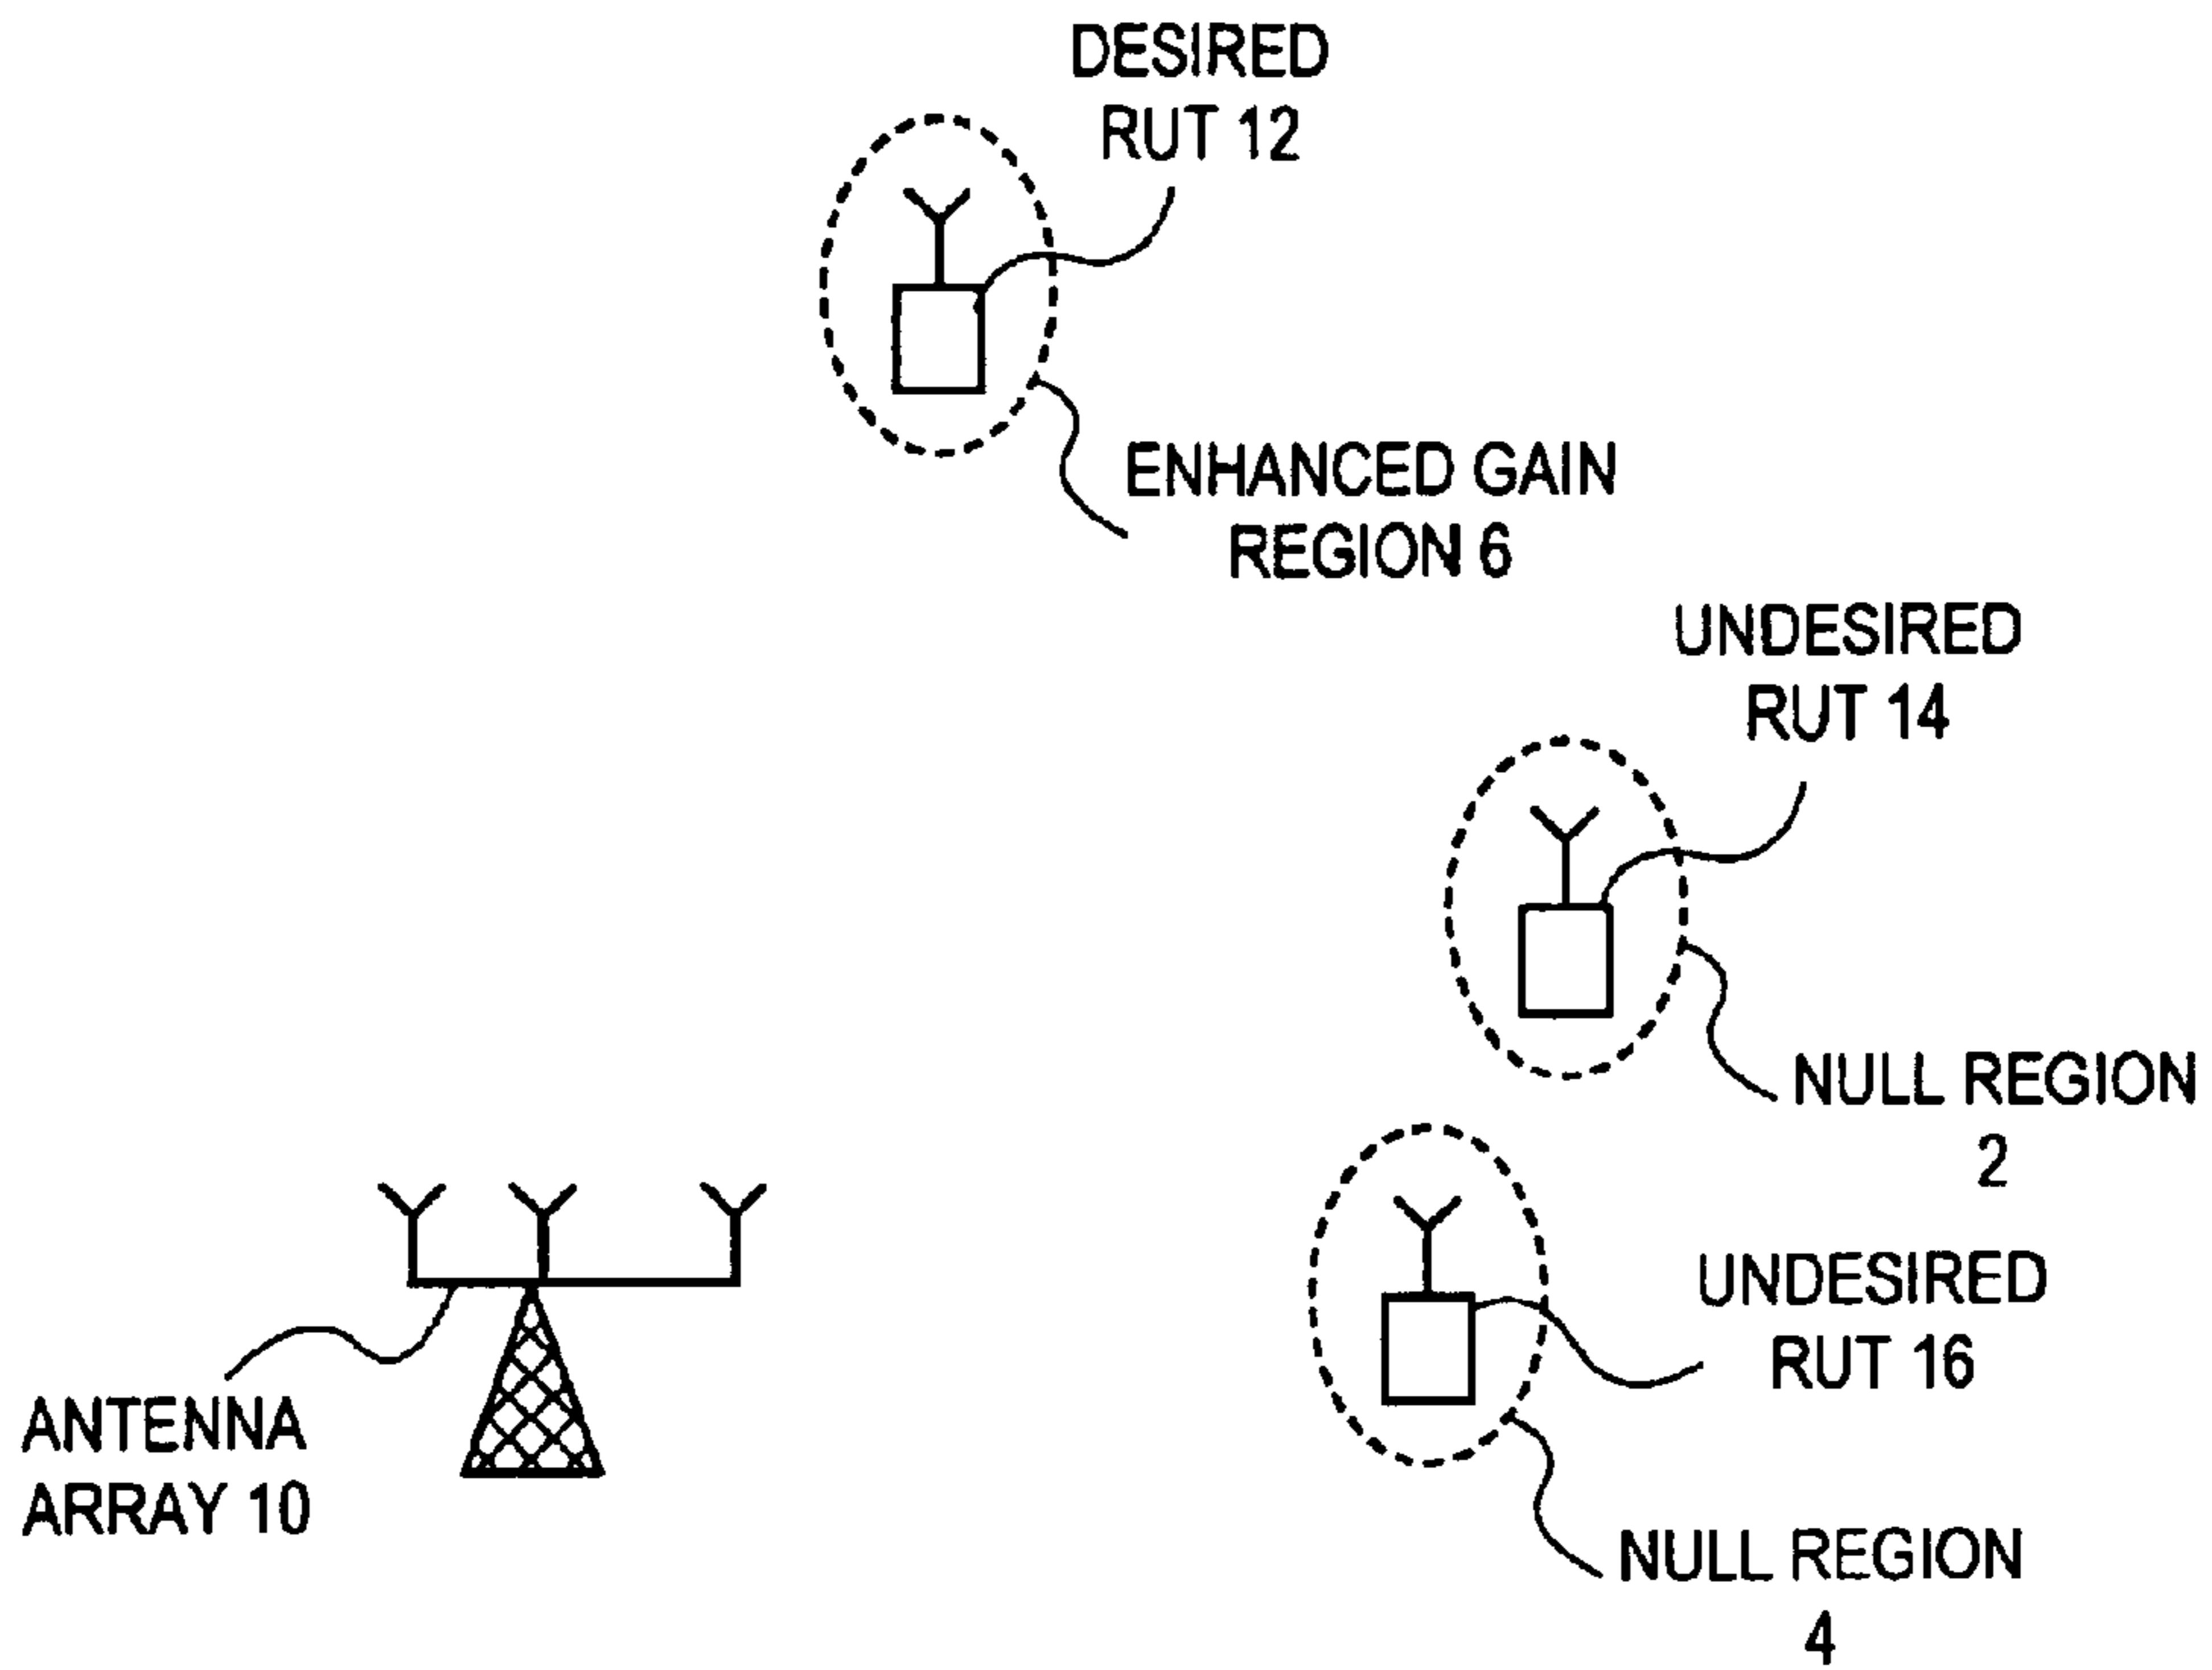 DESIRED
RUT 12
ENHANCED GAIN
REGION 6
UNDESIRED
RUT 14
NULL REGION
2
UNDESIRED
RUT 16
ANTENNA
ARRAY 10
NULL REGION
4